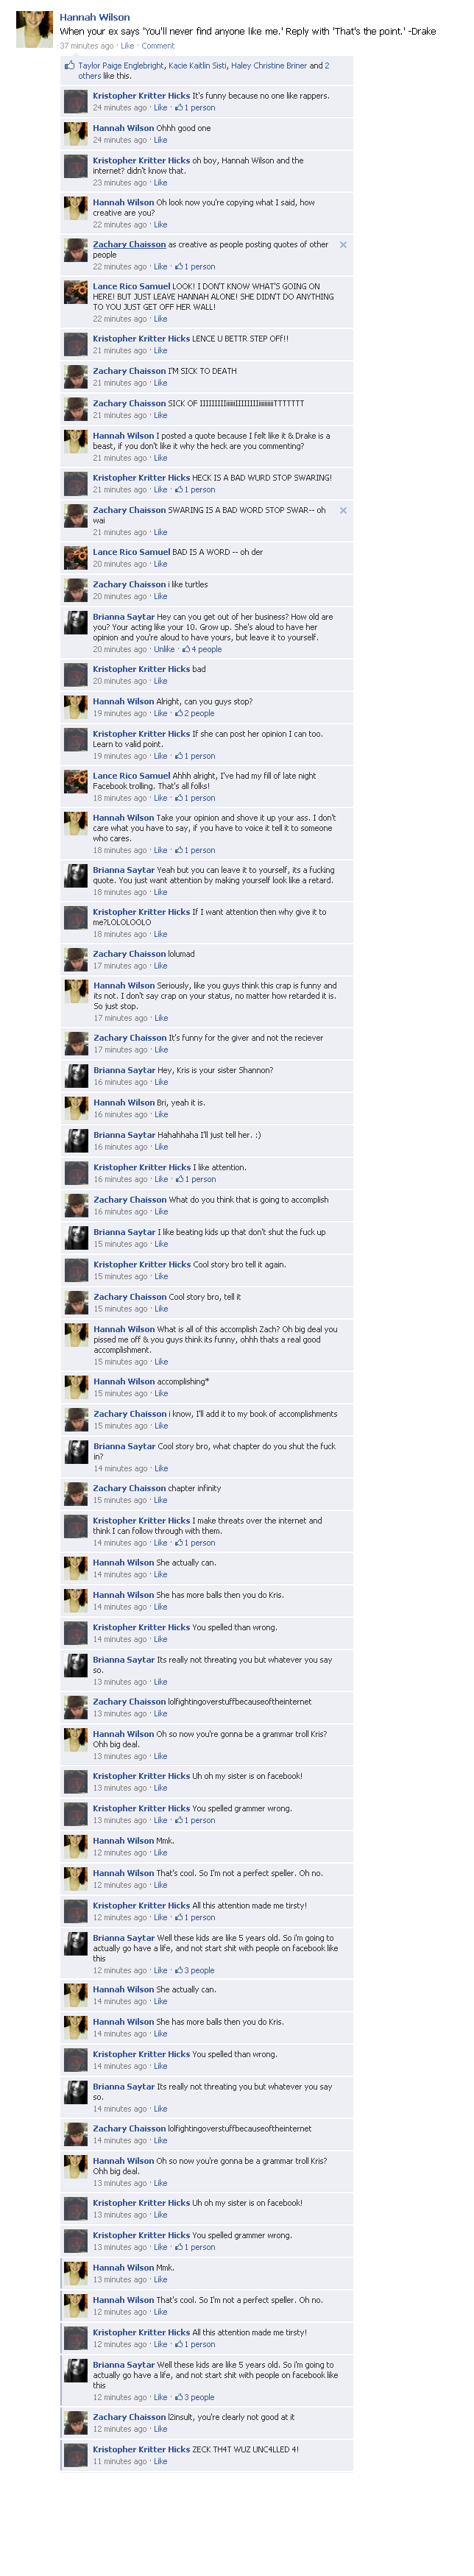 Hannah Wilson
When your ex says 'You'll never find anyone like me.' Reply with 'That's the point.' -Drake
37 minutes ago · Like · Comment
Taylor Paige Englebright, Kacie Kaitlin Sisti, Haley Christine Briner and 2
others like this.
Kristopher Kritter Hicks It's funny because no one like rappers.
24 minutes ago · Like · 1 person
Hannah Wilson Ohhh good one
24 minutes ago · Like
Kristopher Kritter Hicks oh boy, Hannah Wilson and the
internet? didn't know that.
23 minutes ago · Like
Hannah Wilson Oh look now you're copying what I said, how
creative are you?
22 minutes ago · Like
Zachary Chaisson as creative as people posting quotes of other
people
22 minutes ago · Like · 1 person
Lance Rico Samuel LOOK! I DON'T KNOW WHAT'S GOING ON
HERE! BUT JUST LEAVE HANNAH ALONE! SHE DIDN'T DO ANYTHING
TO YOU JUST GET OFF HER WALL!
22 minutes ago · Like
Kristopher Kritter Hicks LENCE U BETTR STEP OFf!!
21 minutes ago · Like
Zachary Chaisson I'M SICK TO DEATH
21 minutes ago · Like
Zachary Chaisson SICK OF IIIIIIIIIiiiiiIIIIIIIIiiiiiiiiiTTTTTTT
21 minutes ago · Like
Hannah Wilson I posted a quote because I felt like it & Drake is a
beast, if you don't like it why the heck are you commenting?
21 minutes ago · Like
Kristopher Kritter Hicks HECK IS A BAD WURD STOP SWARING!
21 minutes ago · Like · 1 person
Zachary Chaisson SWARING IS A BAD WORD STOP SWAR-- oh
wai
21 minutes ago · Like
Lance Rico Samuel BAD IS A WORD -- oh der
20 minutes ago · Like
Zachary Chaisson i like turtles
20 minutes ago · Like
Brianna Saytar Hey can you get out of her business? How old are
you? Your acting like your 10. Grow up. She's aloud to have her
opinion and you're aloud to have yours, but leave it to yourself.
20 minutes ago · Unlike · 4 people
Kristopher Kritter Hicks bad
20 minutes ago · Like
Hannah Wilson Alright, can you guys stop?
19 minutes ago · Like · 2 people
Kristopher Kritter Hicks If she can post her opinion I can too.
Learn to valid point.
19 minutes ago · Like · 1 person
Lance Rico Samuel Ahhh alright, I've had my fill of late night
Facebook trolling. That's all folks!
18 minutes ago · Like · 1 person
Hannah Wilson Take your opinion and shove it up your ass. I don't
care what you have to say, if you have to voice it tell it to someone
who cares.
18 minutes ago · Like · 1 person
Brianna Saytar Yeah but you can leave it to yourself, its a fucking
quote. You just want attention by making yourself look like a retard.
18 minutes ago · Like
Kristopher Kritter Hicks If I want attention then why give it to
me?LOLOLOOLO
18 minutes ago · Like
Zachary Chaisson lolumad
17 minutes ago · Like
Hannah Wilson Seriously, like you guys think this crap is funny and
its not. I don't say crap on your status, no matter how retarded it is.
So just stop.
17 minutes ago · Like
Zachary Chaisson It's funny for the giver and not the reciever
17 minutes ago · Like
Brianna Saytar Hey, Kris is your sister Shannon?
16 minutes ago · Like
Hannah Wilson Bri, yeah it is.
16 minutes ago · Like
Brianna Saytar Hahahhaha I'll just tell her. :)
16 minutes ago · Like
Kristopher Kritter Hicks I like attention.
16 minutes ago · Like · 1 person
Zachary Chaisson What do you think that is going to accomplish
16 minutes ago · Like
Brianna Saytar I like beating kids up that don't shut the fuck up
15 minutes ago · Like
Kristopher Kritter Hicks Cool story bro tell it again.
15 minutes ago · Like
Zachary Chaisson Cool story bro, tell it
15 minutes ago · Like
Hannah Wilson What is all of this accomplish Zach? Oh big deal you
pissed me off & you guys think its funny, ohhh thats a real good
accomplishment.
15 minutes ago · Like
Hannah Wilson accomplishing*
15 minutes ago · Like
Zachary Chaisson i know, I'll add it to my book of accomplishments
15 minutes ago · Like
Brianna Saytar Cool story bro, what chapter do you shut the fuck
in?
14 minutes ago · Like
Zachary Chaisson chapter infinity
15 minutes ago · Like
Kristopher Kritter Hicks I make threats over the internet and
think I can follow through with them.
14 minutes ago · Like · 1 person
Hannah Wilson She actually can.
14 minutes ago · Like
Hannah Wilson She has more balls then you do Kris.
14 minutes ago · Like
Kristopher Kritter Hicks You spelled than wrong.
14 minutes ago · Like
Brianna Saytar Its really not threating you but whatever you say
so.
13 minutes ago · Like
Zachary Chaisson lolfightingoverstuffbecauseoftheinternet
13 minutes ago · Like
Hannah Wilson Oh so now you're gonna be a grammar troll Kris?
Ohh big deal.
13 minutes ago · Like
Kristopher Kritter Hicks Uh oh my sister is on facebook!
13 minutes ago · Like
Kristopher Kritter Hicks You spelled grammer wrong.
13 minutes ago · Like · 1 person
Hannah Wilson Mmk.
12 minutes ago · Like
Hannah Wilson That's cool. So I'm not a perfect speller. Oh no.
12 minutes ago · Like
Kristopher Kritter Hicks All this attention made me tirsty!
12 minutes ago · Like · 1 person
Brianna Saytar Well these kids are like 5 years old. So i'm going to
actually go have a life, and not start shit with people on facebook like
this
12 minutes ago · Like · 3 people
Hannah Wilson She actually can.
14 minutes ago · Like
Hannah Wilson She has more balls then you do Kris.
14 minutes ago · Like
Kristopher Kritter Hicks You spelled than wrong.
14 minutes ago · Like
Brianna Saytar Its really not threating you but whatever you say
so.
14 minutes ago · Like
Zachary Chaisson lolfightingoverstuffbecauseoftheinternet
14 minutes ago · Like
Hannah Wilson Oh so now you're gonna be a grammar troll Kris?
Ohh big deal.
13 minutes ago · Like
Kristopher Kritter Hicks Uh oh my sister is on facebook!
13 minutes ago · Like
Kristopher Kritter Hicks You spelled grammer wrong.
13 minutes ago · Like · 1 person
Hannah Wilson Mmk.
13 minutes ago · Like
Hannah Wilson That's cool. So I'm not a perfect speller. Oh no.
12 minutes ago · Like
Kristopher Kritter Hicks All this attention made me tirsty!
12 minutes ago · Like · 1 person
Brianna Saytar Well these kids are like 5 years old. So i'm going to
actually go have a life, and not start shit with people on facebook like
this
12 minutes ago · Like · 3 people
Zachary Chaisson l2insult, you're clearly not good at it
12 minutes ago · Like
Kristopher Kritter Hicks ZECK TH4T WUZ UNC4LLED 4!
11 minutes ago · Like